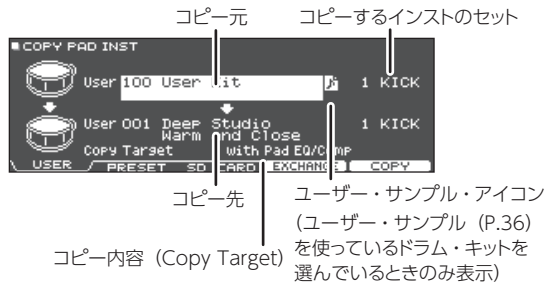 コピー元 コピーするインストのセット
COPY PAD INST
User 100 User Kit 1 KICK
User 001 Deep Studio 1 KICK
Warm and Close
Copy Target with Pad EQ/Comp
USER PRESET SD CARD EXCHANGE COPY
コピー先
ユーザー・サンプル・アイコン
(ユーザー・サンプル(P.36)
を使っているドラム・キットを
選んでいるときのみ表示)
コピー内容(Copy Target)